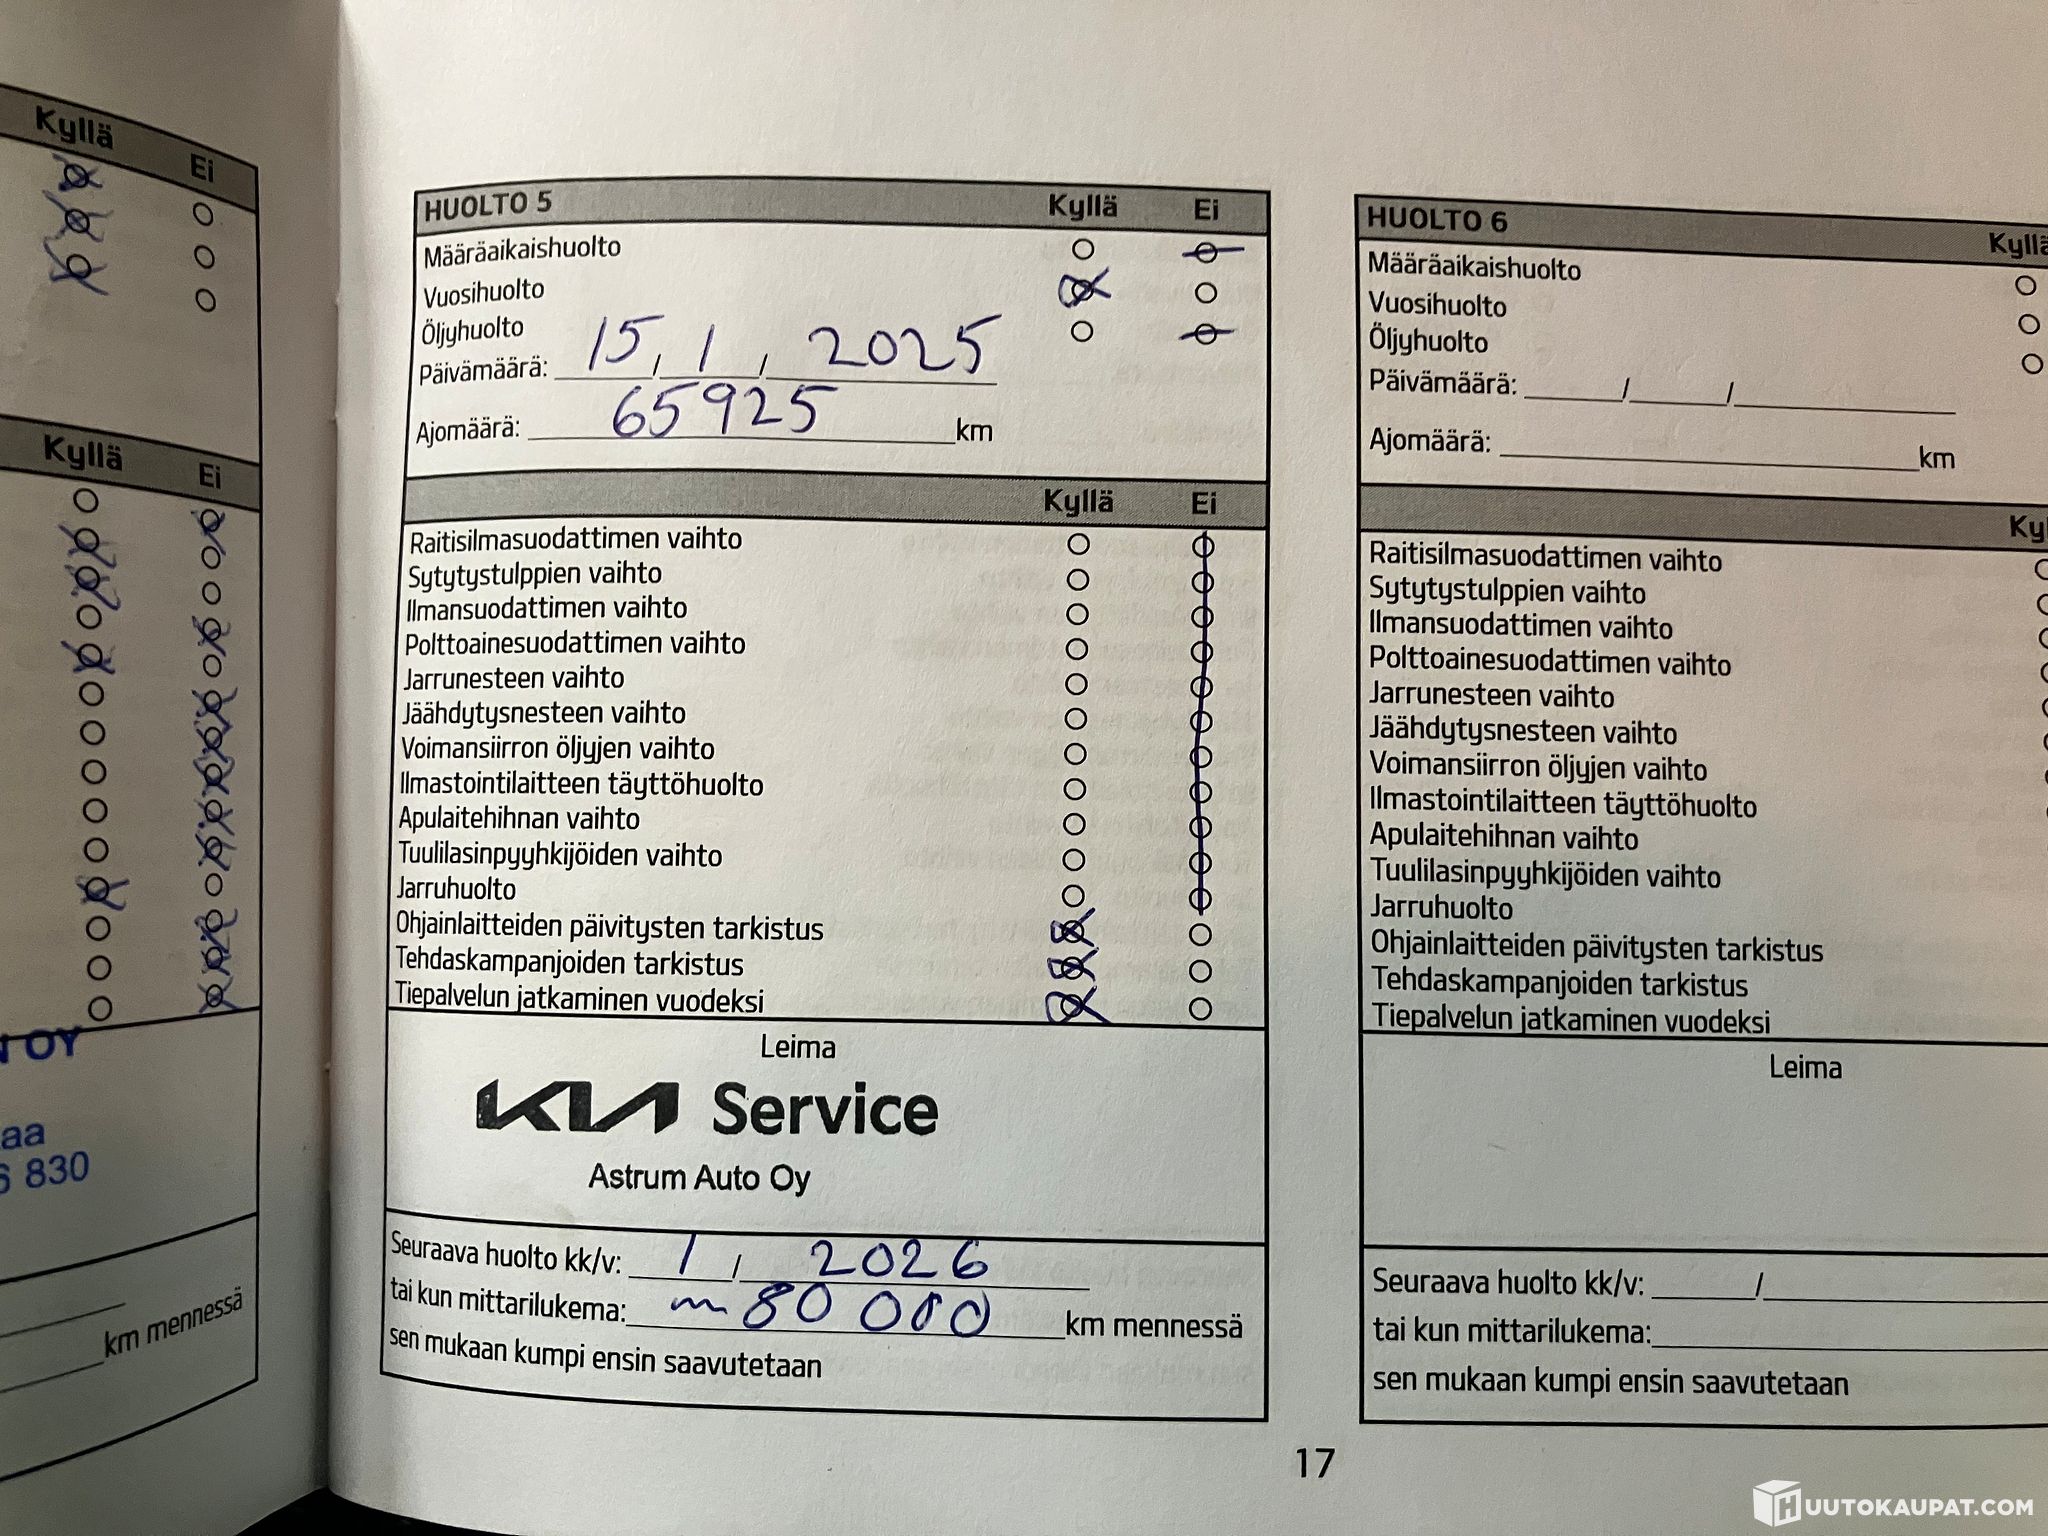 Kyllä
Ei
Kyllä
Ei
OY
aa
830
km mennessä
HUOLTO 5
Kyllä
Ei
Määräaikaishuolto
Vuosihuolto
Öljyhuolto
Päivämäärä: 15 / 1 / 2025
Ajomäärä: 65925 km
Kyllä
Ei
Raitisilmasuodattimen vaihto
Sytytystulppien vaihto
Ilmansuodattimen vaihto
Polttoainesuodattimen vaihto
Jarrunesteen vaihto
Jäähdytysnesteen vaihto
Voimansiirron öljyjen vaihto
Ilmastointilaitteen täyttöhuolto
Apulaitehihnan vaihto
Tuulilasinpyyhkijöiden vaihto
Jarruhuolto
Ohjainlaitteiden päivitysten tarkistus
Tehdaskampanjoiden tarkistus
Tiepalvelun jatkaminen vuodeksi
Leima
KIA Service
Astrum Auto Oy
Seuraava huolto kk/v: 1 / 2026
tai kun mittarilukema: 80 000 km mennessä
sen mukaan kumpi ensin saavutetaan
17
HUOLTO 6
Kyllä
Määräaikaishuolto
Vuosihuolto
Öljyhuolto
Päivämäärä: / /
Ajomäärä: km
Ky
Raitisilmasuodattimen vaihto
Sytytystulppien vaihto
Ilmansuodattimen vaihto
Polttoainesuodattimen vaihto
Jarrunesteen vaihto
Jäähdytysnesteen vaihto
Voimansiirron öljyjen vaihto
Ilmastointilaitteen täyttöhuolto
Apulaitehihnan vaihto
Tuulilasinpyyhkijöiden vaihto
Jarruhuolto
Ohjainlaitteiden päivitysten tarkistus
Tehdaskampanjoiden tarkistus
Tiepalvelun jatkaminen vuodeksi
Leima
Seuraava huolto kk/v: /
tai kun mittarilukema:
sen mukaan kumpi ensin saavutetaan
HUUTOKAUPAT.COM